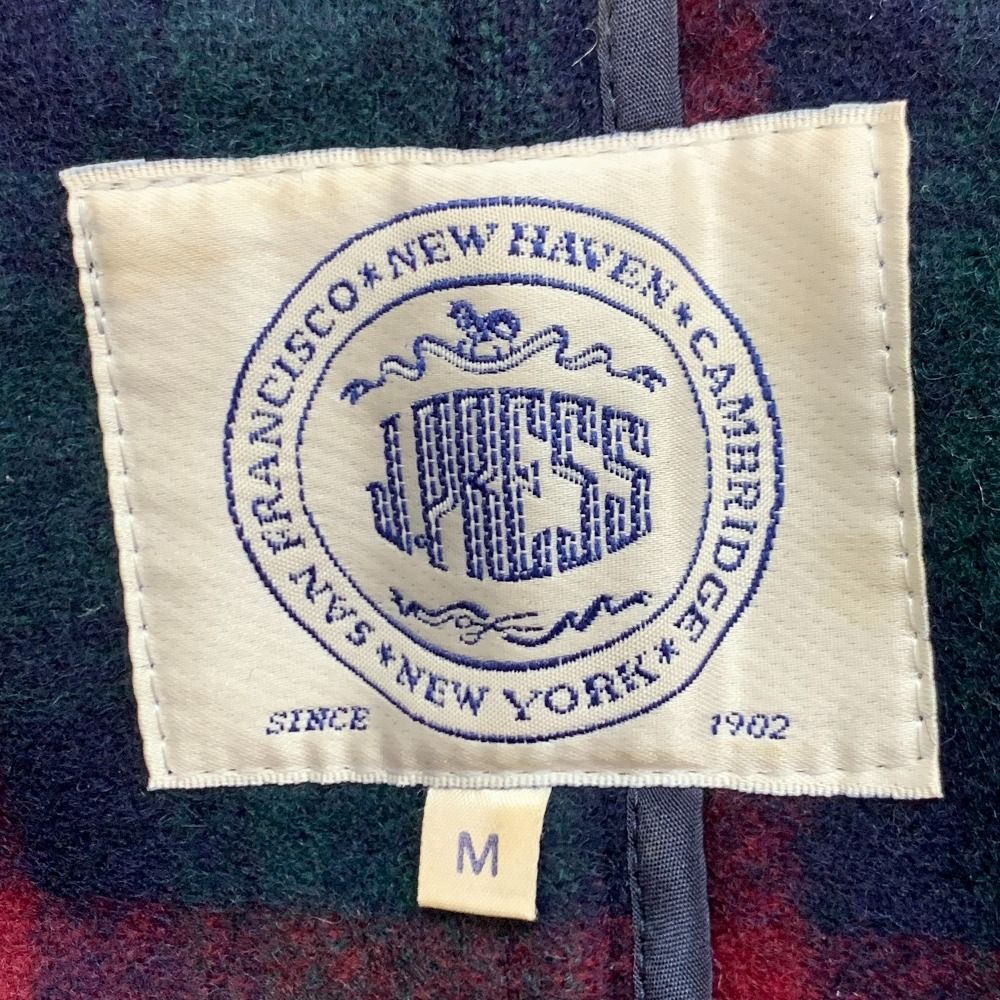 SAN FRANCISCO*NEW HAVEN*CAMBRIDGE*
*NEW YORK*
J.PRESS
SINCE 1902
M